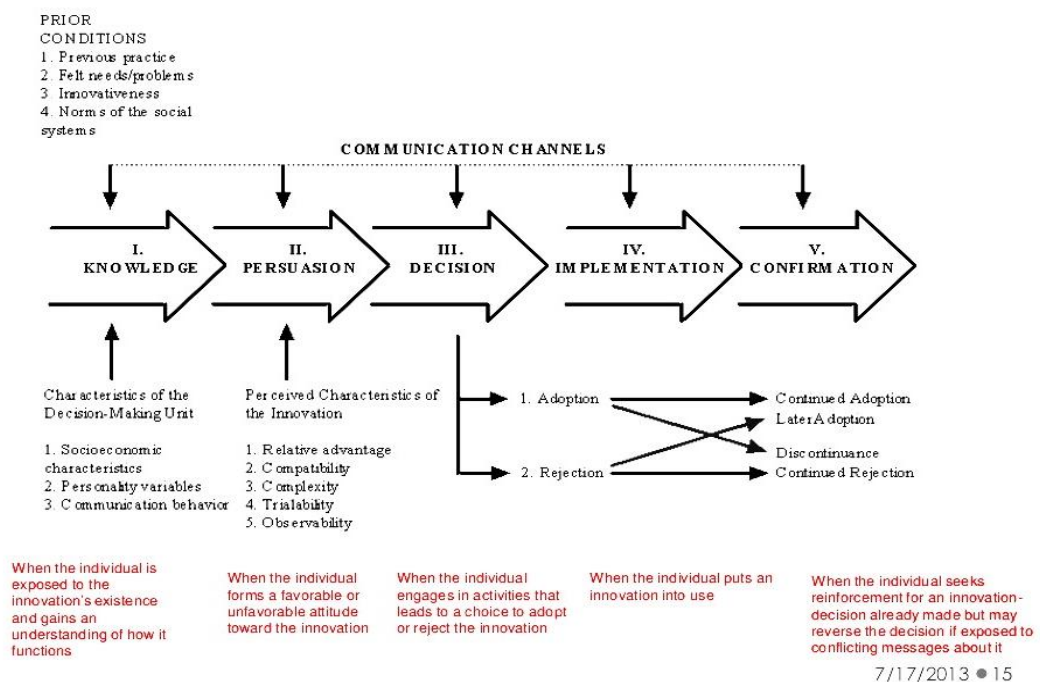 PRIOR
CONDITIONS
1. Previous practice
2. Felt needs/problems
3. Innovativeness
4. Norms of the social
systems
COMMUNICATION CHANNELS
I.
KNOWLEDGE
II.
PERSUASION
III.
DECISION
IV.
IMPLEMENTATION
V.
CONFIRMATION
Characteristics of the
Decision-Making Unit
1. Socioeconomic
characteristics
2. Personality variables
3. Communication behavior
Perceived Characteristics of
the Innovation
1. Relative advantage
2. Compatibility
3. Complexity
4. Trialability
5. Observability
1. Adoption
2. Rejection
Continued Adoption
Later Adoption
Discontinuance
Continued Rejection
When the individual is
exposed to the
innovation's existence
and gains an
understanding of how it
functions
When the individual
forms a favorable or
unfavorable attitude
toward the innovation
When the individual
engages in activities that
leads to a choice to adopt
or reject the innovation
When the individual puts an
innovation into use
When the individual seeks
reinforcement for an innovation-
decision already made but may
reverse the decision if exposed to
conflicting messages about it
7/17/2013 ● 15